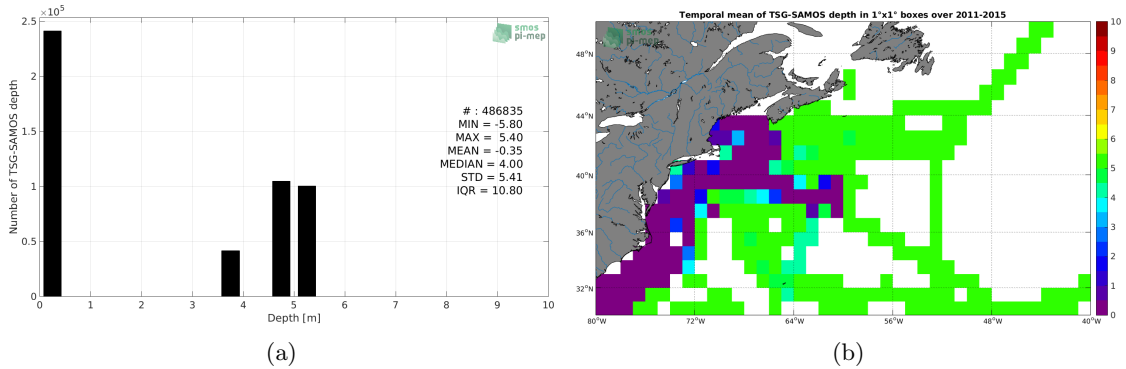 ×10⁵
2.5
2
1.5
1
0.5
0
Number of TSG-SAMOS depth
smos
pi-mep
# : 486835
MIN = -5.80
MAX = 5.40
MEAN = -0.35
MEDIAN = 4.00
STD = 5.41
IQR = 10.80
0 1 2 3 4 5 6 7 8 9 10
Depth [m]
(a)
Temporal mean of TSG-SAMOS depth in 1°x1° boxes over 2011-2015
smos
pi-mep
48°N
44°N
40°N
36°N
32°N
80°W 72°W 64°W 56°W 48°W 40°W
10
9
8
7
6
5
4
3
2
1
0
(b)